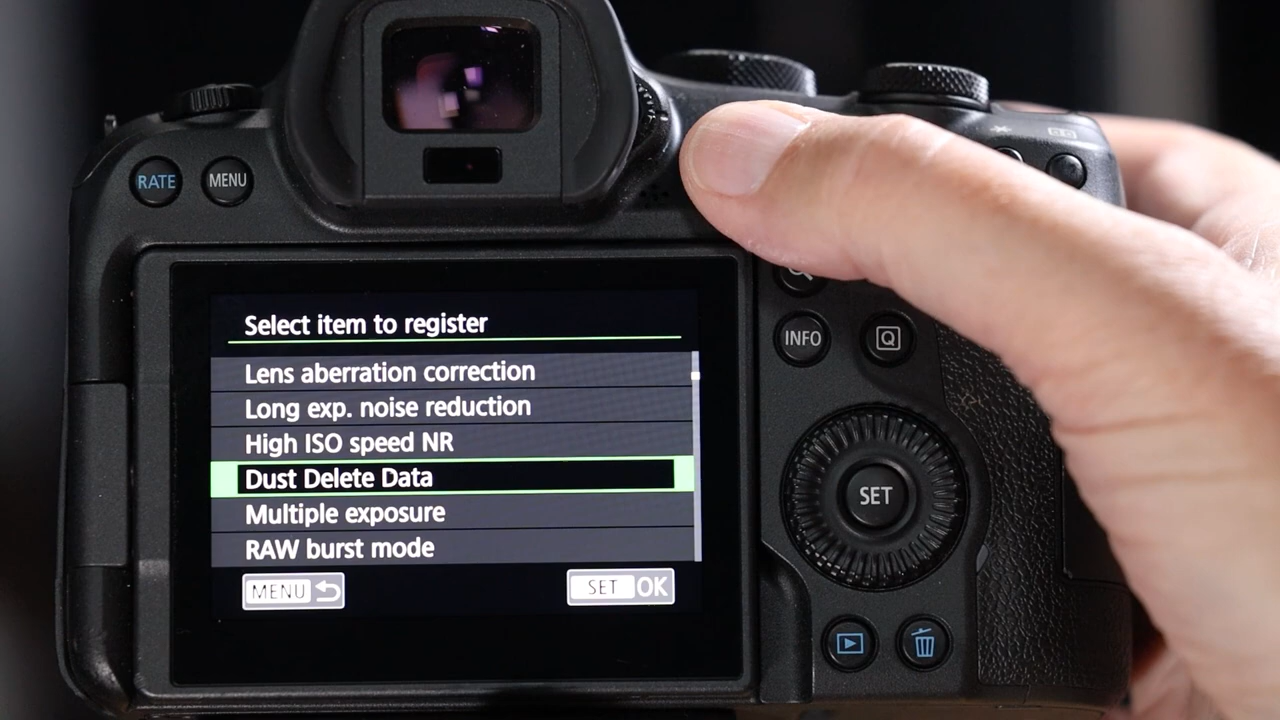 RATE
MENU
Select item to register
Lens aberration correction
Long exp. noise reduction
High ISO speed NR
Dust Delete Data
Multiple exposure
RAW burst mode
MENU
SET OK
INFO
Q
SET